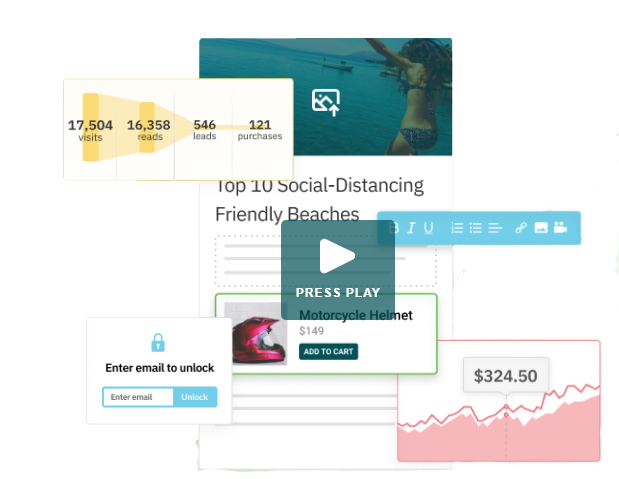 17,504
visits
16,358
reads
546
leads
121
purchases
Top 10 Social-Distancing
Friendly Beaches
B I U
PRESS PLAY
Motorcycle Helmet
$149
ADD TO CART
Enter email to unlock
Enter email
Unlock
$324.50